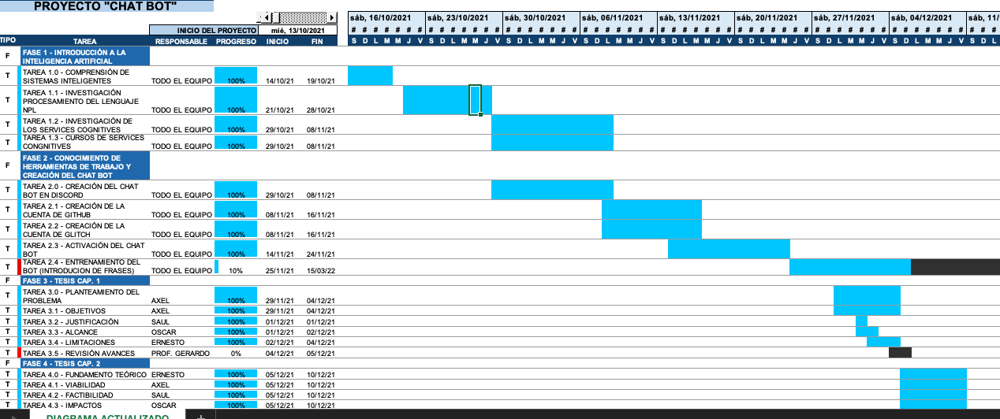 PROYECTO "CHAT BOT"
sáb, 16/10/2021 sáb, 23/10/2021 sáb, 30/10/2021 sáb, 06/11/2021 sáb, 13/11/2021 sáb, 20/11/2021 sáb, 27/11/2021 sáb, 04/12/2021 sáb, 11/
INICIO DEL PROYECTO mié, 13/10/2021 # # # # # # # # # # # # # # # # # # # # # # # # # # # # # # # # # # # # # # # # # # # # # # # # # # # # # # # # # # #
TIPO TAREA RESPONSABLE PROGRESO INICIO FIN S D L M M J V S D L M M J V S D L M M J V S D L M M J V S D L M M J V S D L M M J V S D L M M J V S D L M M J V S D L
F FASE 1 - INTRODUCCIÓN A LA
INTELIGENCIA ARTIFICIAL
T TAREA 1.0 - COMPRENSIÓN DE
SISTEMAS INTELIGENTES TODO EL EQUIPO 100% 14/10/21 19/10/21
T TAREA 1.1 - INVESTIGACIÓN
PROCESAMIENTO DEL LENGUAJE
NPL TODO EL EQUIPO 100% 21/10/21 28/10/21
T TAREA 1.2 - INVESTIGACIÓN DE
LOS SERVICES COGNITIVES TODO EL EQUIPO 100% 29/10/21 08/11/21
T TAREA 1.3 - CURSOS DE SERVICES
CONGNITIVES TODO EL EQUIPO 100% 29/10/21 08/11/21
F FASE 2 - CONOCIMIENTO DE
HERRAMIENTAS DE TRABAJO Y
CREACIÓN DEL CHAT BOT
T TAREA 2.0 - CREACIÓN DEL CHAT
BOT EN DISCORD TODO EL EQUIPO 100% 29/10/21 08/11/21
T TAREA 2.1 - CREACIÓN DE LA
CUENTA DE GITHUB TODO EL EQUIPO 100% 08/11/21 16/11/21
T TAREA 2.2 - CREACIÓN DE LA
CUENTA DE GLITCH TODO EL EQUIPO 100% 08/11/21 16/11/21
T TAREA 2.3 - ACTIVACIÓN DEL CHAT
BOT TODO EL EQUIPO 100% 14/11/21 24/11/21
T TAREA 2.4 - ENTRENAMIENTO DEL
BOT (INTRODUCION DE FRASES) TODO EL EQUIPO 10% 25/11/21 15/03/22
F FASE 3 - TESIS CAP. 1
T TAREA 3.0 - PLANTEAMIENTO DEL
PROBLEMA AXEL 100% 29/11/21 04/12/21
T TAREA 3.1 - OBJETIVOS AXEL 100% 29/11/21 04/12/21
T TAREA 3.2 - JUSTIFICACIÓN SAUL 100% 01/12/21 01/12/21
T TAREA 3.3 - ALCANCE OSCAR 100% 01/12/21 02/12/21
T TAREA 3.4 - LIMITACIONES ERNESTO 100% 02/12/21 04/12/21
T TAREA 3.5 - REVISIÓN AVANCES PROF. GERARDO 0% 04/12/21 05/12/21
F FASE 4 - TESIS CAP. 2
T TAREA 4.0 - FUNDAMENTO TEÓRICO ERNESTO 100% 05/12/21 10/12/21
T TAREA 4.1 - VIABILIDAD AXEL 100% 05/12/21 10/12/21
T TAREA 4.2 - FACTIBILIDAD SAUL 100% 05/12/21 10/12/21
T TAREA 4.3 - IMPACTOS OSCAR 100% 05/12/21 10/12/21
DIAGRAMA ACTUALIZADO +